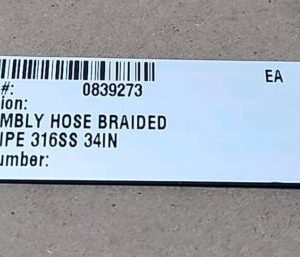 EA
#: 0839273
ion:
MBLY HOSE BRAIDED
IPE 316SS 34IN
umber: